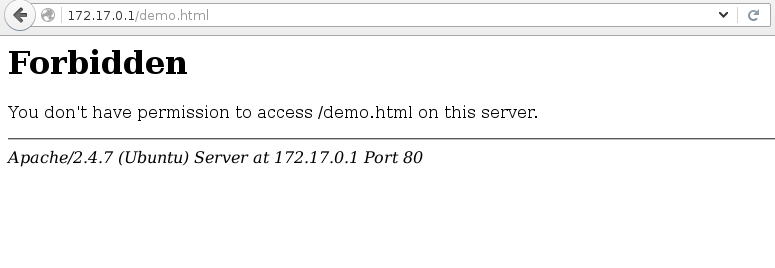 172.17.0.1/demo.html
Forbidden
You don't have permission to access /demo.html on this server.
Apache/2.4.7 (Ubuntu) Server at 172.17.0.1 Port 80